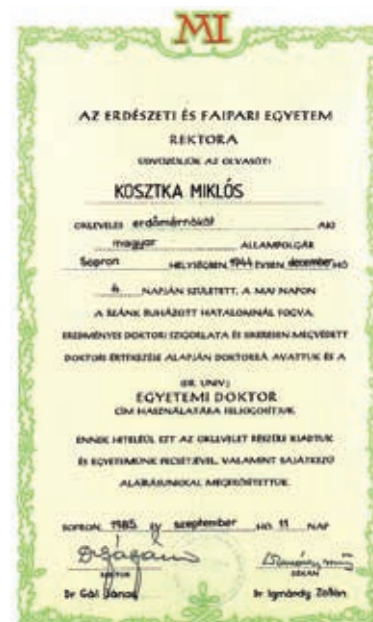 MI
AZ ERDÉSZETI ÉS FAIPARI EGYETEM
REKTORA
ÜDVÖZÖLJÜK AZ OLVASÓT!
KOSZTKA MIKLÓS
OKLEVELES erdőmérnököt AKI
magyar ÁLLAMPOLGÁR
Sopron HELYSÉGBEN 1944 ÉVBEN december HÓ
6. NAPJÁN SZÜLETETT, A MAI NAPON
A REÁNK RUHÁZOTT HATALOMNÁL FOGVA,
EREDMÉNYES DOKTORI SZIGORLATA ÉS SIKERESEN MEGVÉDETT
DOKTORI ÉRTEKEZÉSE ALAPJÁN DOKTORRÁ AVATTUK ÉS A
(DR. UNIV.)
EGYETEMI DOKTOR
CÍM HASZNÁLATÁRA FELJOGOSÍTJUK.
ENNEK HITELÉÜL EZT AZ OKLEVELET RÉSZÉRE KIADTUK
ÉS EGYETEMÜNK PECSÉTJÉVEL, VALAMINT SAJÁTKEZŰ
ALÁÍRÁSUNKKAL MEGERŐSÍTETTÜK.
SOPRON, 1985 ÉV szeptember HÓ 11 NAP
REKTOR DÉKÁN
Dr Gál János Dr Igmándy Zoltán